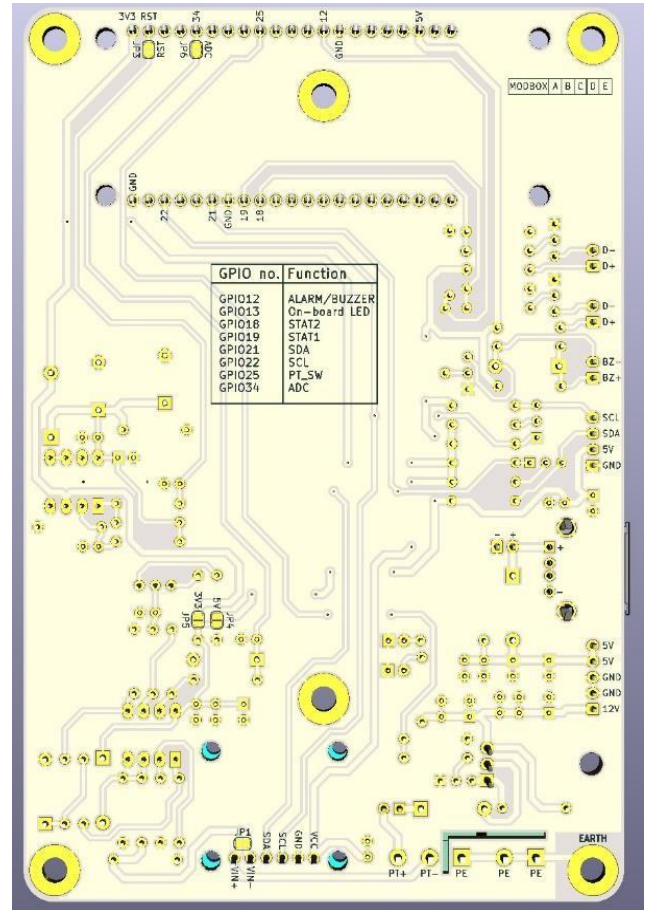 3V3 RST
34
25
12
5V
JP3
RST
JP6
ADC
GND
MODBOX A B C D E
GND
22
21
GND
19
18
D-
D+
GPIO no. Function
GPIO12 ALARM/BUZZER
GPIO13 On-board LED
GPIO18 STAT2
GPIO19 STAT1
GPIO21 SDA
GPIO22 SCL
GPIO25 PT_SW
GPIO34 ADC
D-
D+
BZ-
BZ+
SCL
SDA
5V
GND
- +
+
-
3V3
5V
JP5
JP4
5V
5V
GND
GND
12V
JP1
VIN+
VIN-
SDA
SCL
GND
VCC
PT+
PT-
PE
PE
PE
EARTH